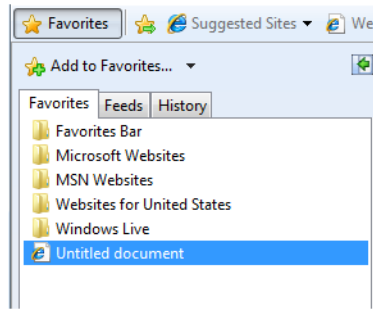 Favorites Suggested Sites ▼ We
Add to Favorites... ▼
Favorites Feeds History
Favorites Bar
Microsoft Websites
MSN Websites
Websites for United States
Windows Live
Untitled document